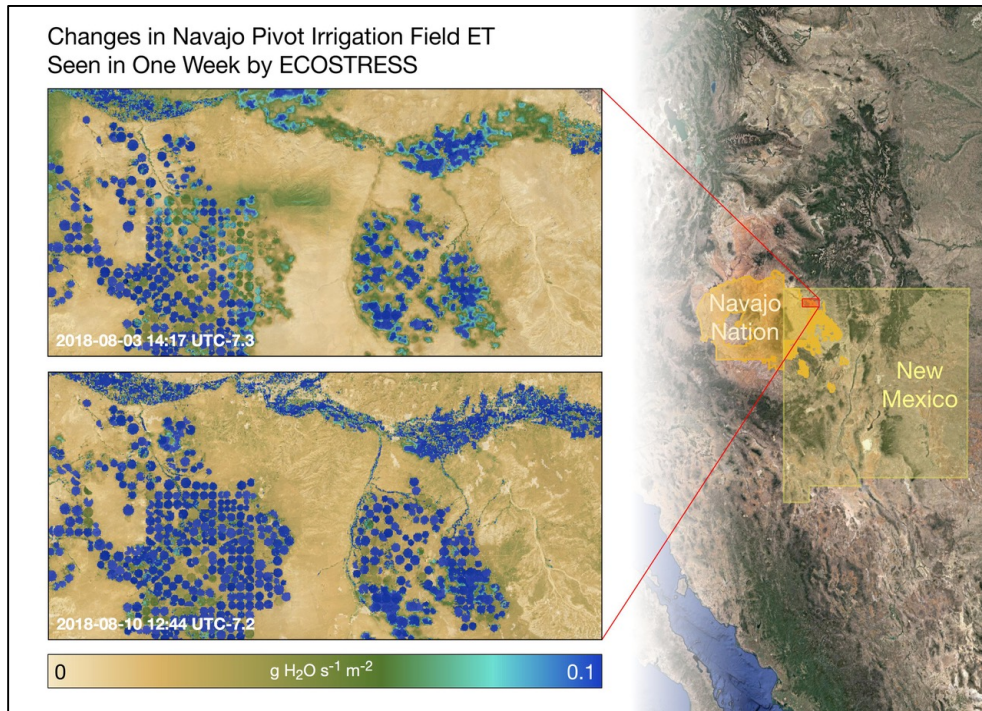 Changes in Navajo Pivot Irrigation Field ET
Seen in One Week by ECOSTRESS
2018-08-03 14:17 UTC-7.3
2018-08-10 12:44 UTC-7.2
0
g H₂O s⁻¹ m⁻²
0.1
Navajo
Nation
New
Mexico